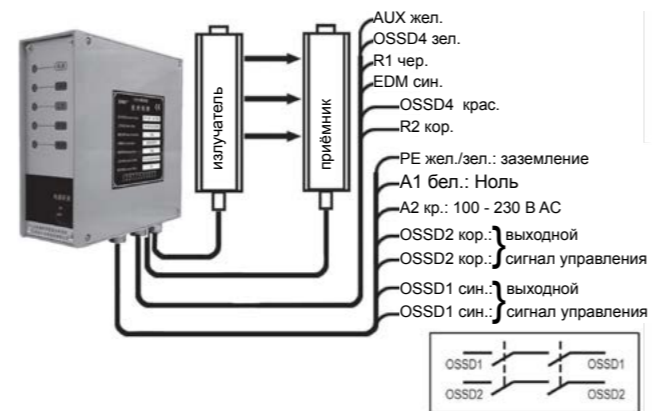 AUX жел.
OSSD4 зел.
R1 чер.
EDM син.
OSSD4 крас.
R2 кор.
излучатель
приёмник
PE жел./зел.: заземление
A1 бел.: Ноль
A2 кр.: 100 - 230 В AC
OSSD2 кор.: выходной
OSSD2 кор.: сигнал управления
OSSD1 син.: выходной
OSSD1 син.: сигнал управления
OSSD1 OSSD1
OSSD2 OSSD2